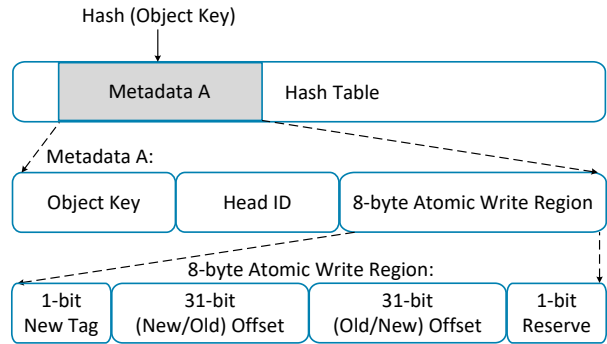 Hash (Object Key)
Metadata A
Hash Table
Metadata A:
Object Key
Head ID
8-byte Atomic Write Region
8-byte Atomic Write Region:
1-bit
New Tag
31-bit
(New/Old) Offset
31-bit
(Old/New) Offset
1-bit
Reserve